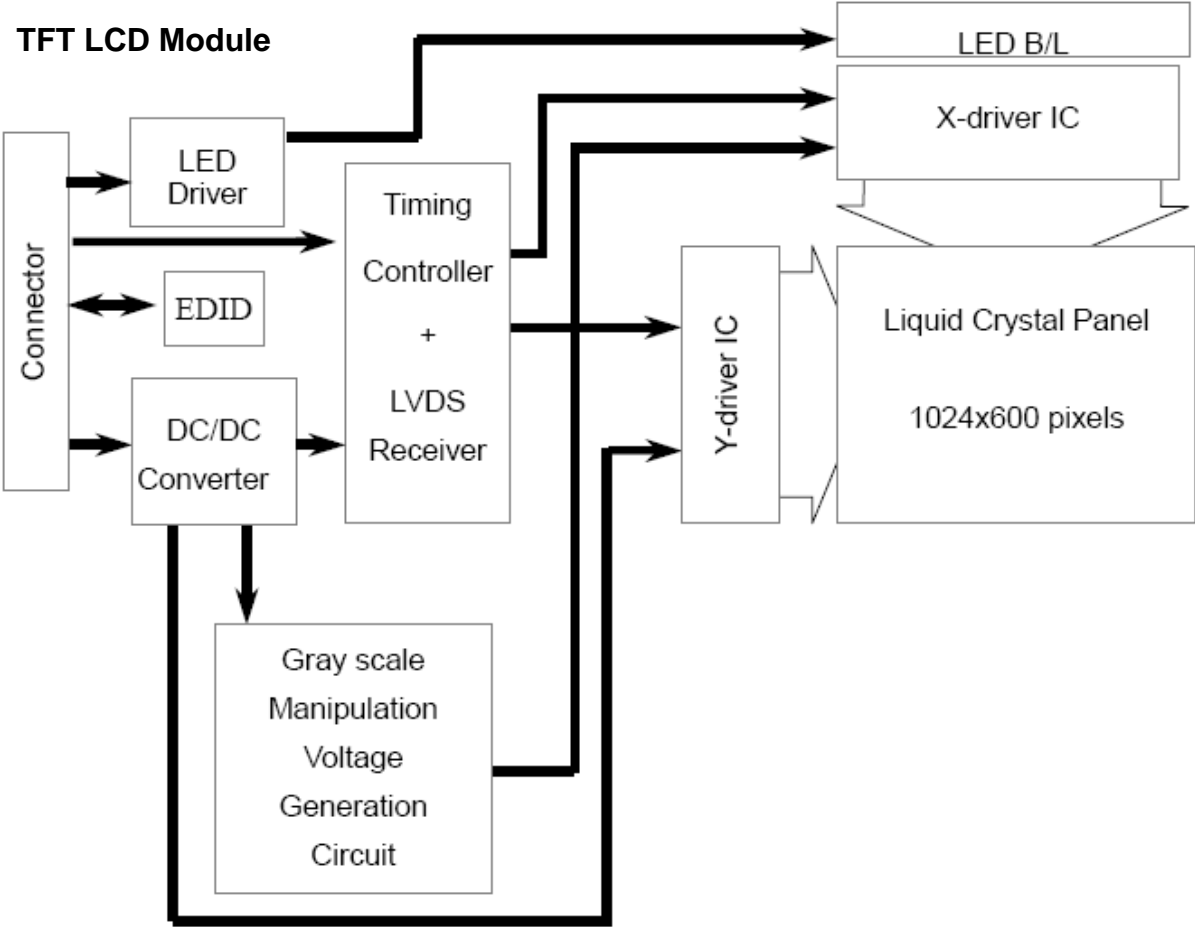 TFT LCD Module
LED B/L
X-driver IC
LED
Driver
Timing
Controller
+
LVDS
Receiver
Connector
EDID
DC/DC
Converter
Y-driver IC
Liquid Crystal Panel
1024x600 pixels
Gray scale
Manipulation
Voltage
Generation
Circuit